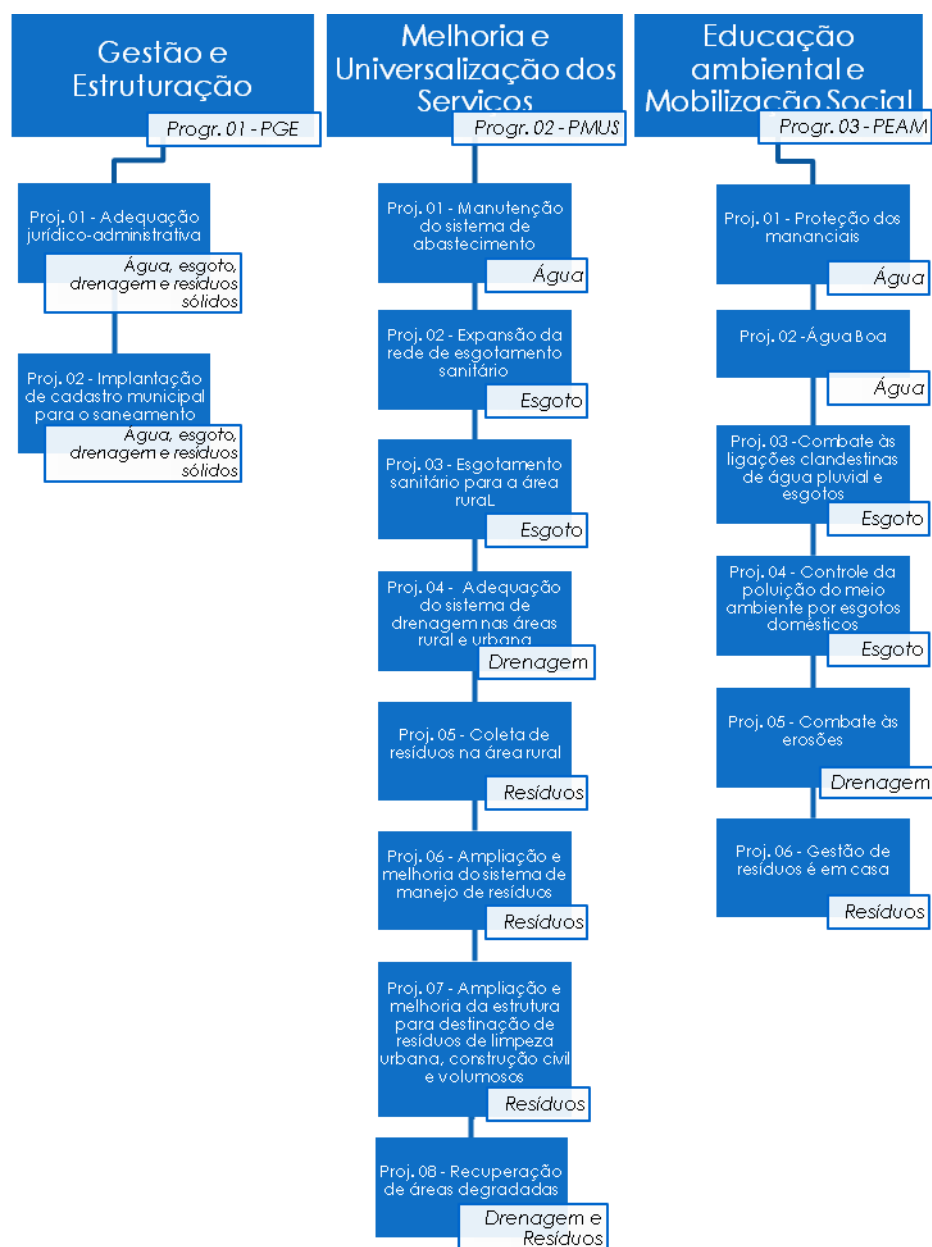 Gestão e
Estruturação
Progr. 01 - PGE
Proj. 01 - Adequação
jurídico-administrativa
Água, esgoto,
drenagem e resíduos
sólidos
Proj. 02 - Implantação
de cadastro municipal
para o saneamento
Água, esgoto,
drenagem e resíduos
sólidos
Melhoria e
Universalização dos
Serviços
Progr. 02 - PMUS
Proj. 01 - Manutenção
do sistema de
abastecimento
Água
Proj. 02 - Expansão da
rede de esgotamento
sanitário
Esgoto
Proj. 03 - Esgotamento
sanitário para a área
ruraL
Esgoto
Proj. 04 - Adequação
do sistema de
drenagem nas áreas
rural e urbana
Drenagem
Proj. 05 - Coleta de
resíduos na área rural
Resíduos
Proj. 06 - Ampliação e
melhoria do sistema de
manejo de resíduos
Resíduos
Proj. 07 - Ampliação e
melhoria da estrutura
para destinação de
resíduos de limpeza
urbana, construção civil
e volumosos
Resíduos
Proj. 08 - Recuperação
de áreas degradadas
Drenagem e
Resíduos
Educação
ambiental e
Mobilização Social
Progr. 03 - PEAM
Proj. 01 - Proteção dos
mananciais
Água
Proj. 02 -Água Boa
Água
Proj. 03 -Combate às
ligações clandestinas
de água pluvial e
esgotos
Esgoto
Proj. 04 - Controle da
poluição do meio
ambiente por esgotos
domésticos
Esgoto
Proj. 05 - Combate às
erosões
Drenagem
Proj. 06 - Gestão de
resíduos é em casa
Resíduos